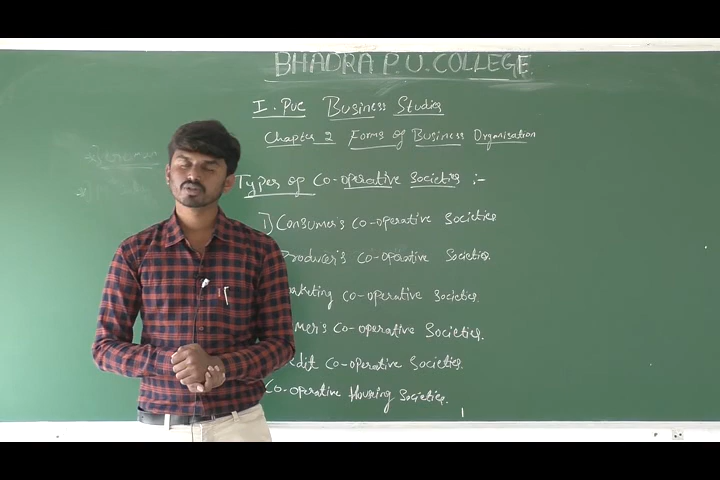 BHADRA P.U. COLLEGE
I. PUC Business Studies
Chapter 2 Forms of Business Organisation
Types of Co-operative Societies :-
1) Consumer's Co-operative Societies
Producer's Co-operative Societies.
Co-operative Societies.
Co-operative Societies.
Co-operative Societies.
Co-operative Housing Societies.